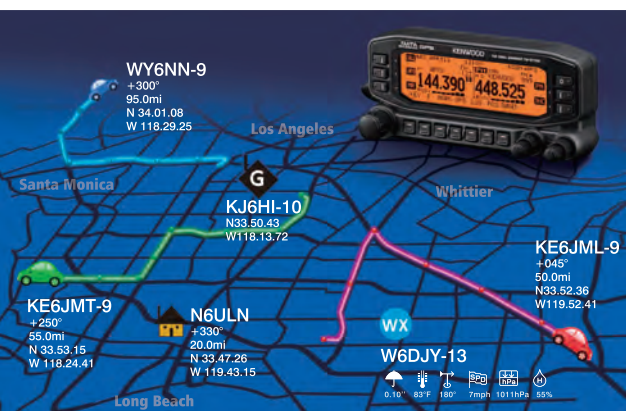 WY6NN-9
+300°
95.0mi
N 34.01.08
W 118.29.25
KENWOOD
144.390
448.525
Los Angeles
Santa Monica
G
Whittier
KJ6HI-10
N33.50.43
W118.13.72
KE6JML-9
+045°
50.0mi
N33.52.36
W119.52.41
KE6JMT-9
+250°
55.0mi
N 33.53.15
W 118.24.41
N6ULN
+330°
20.0mi
N 33.47.26
W 119.43.15
WX
W6DJY-13
SPD hPa H
0.10" 83°F 180° 7mph 1011hPa 55%
Long Beach